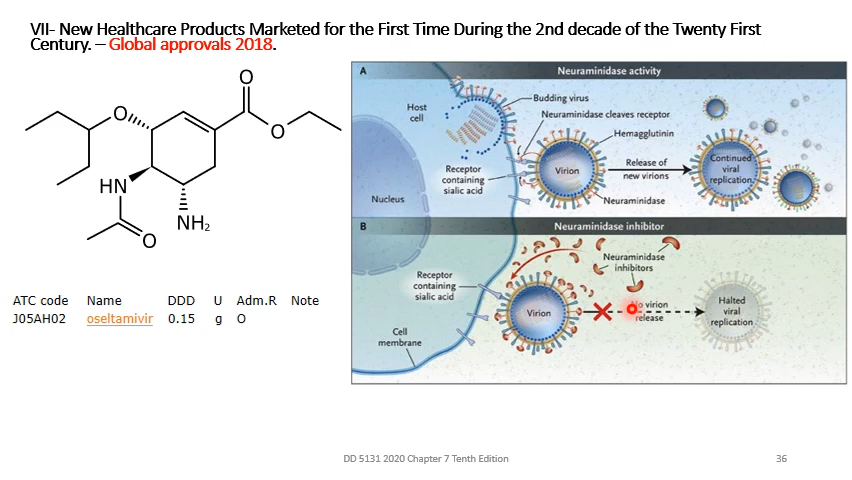 VII- New Healthcare Products Marketed for the First Time During the 2nd decade of the Twenty First
Century. – Global approvals 2018.
O
O
O
HN
NH2
O
ATC code Name DDD U Adm.R Note
J05AH02 oseltamivir 0.15 g O
A Neuraminidase activity
Host
cell
Budding virus
Neuraminidase cleaves receptor
Hemagglutinin
Receptor
containing
sialic acid
Virion
Release of
new virions
Continued
viral
replication
Nucleus
Neuraminidase
B Neuraminidase inhibitor
Neuraminidase
inhibitors
Receptor
containing
sialic acid
Virion
virion
release
Halted
viral
replication
Cell
membrane
DD 5131 2020 Chapter 7 Tenth Edition
36